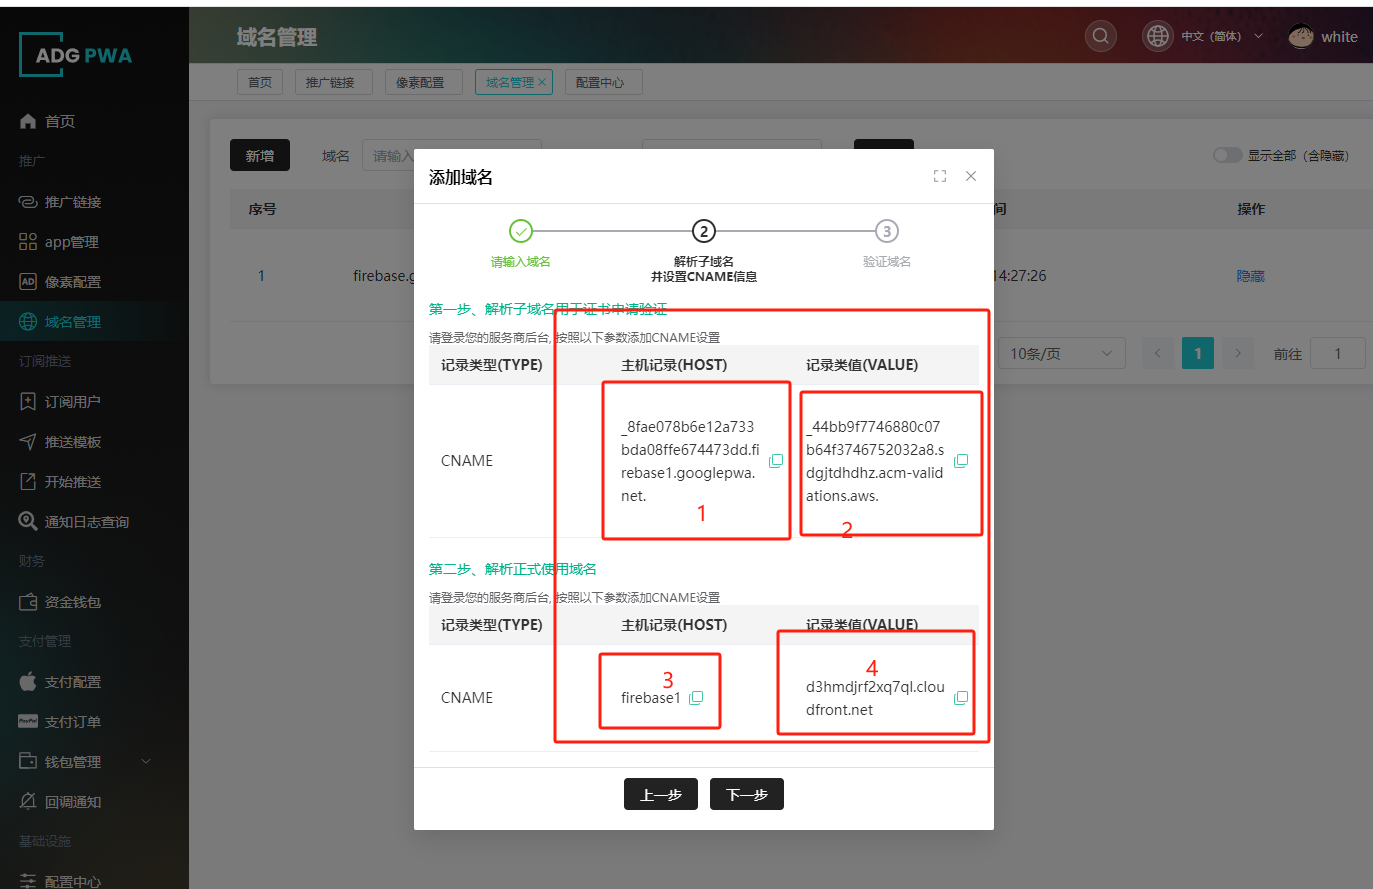 ADG PWA
域名管理
中文（简体）
white
首页
推广链接
像素配置
域名管理
配置中心
首页
推广
推广链接
app管理
像素配置
域名管理
订阅推送
订阅用户
推送模板
开始推送
通知日志查询
财务
资金钱包
支付管理
支付配置
支付订单
钱包管理
回调通知
基础设施
配置中心
新增
域名
请输入
显示全部（含隐藏）
序号
间
操作
1
firebase.g
14:27:26
隐藏
10条/页
1
前往
1
添加域名
2
3
请输入域名
解析子域名
并设置CNAME信息
验证域名
第一步、解析子域名用于证书申请验证
请登录您的服务商后台, 按照以下参数添加CNAME设置
记录类型(TYPE)
主机记录(HOST)
记录类值(VALUE)
CNAME
_8fae078b6e12a733
bda08ffe674473dd.fi
rebase1.googlepwa.
net.
_44bb9f7746880c07
b64f3746752032a8.s
dgjtdhdhz.acm-valid
ations.aws.
1
2
第二步、解析正式使用域名
请登录您的服务商后台, 按照以下参数添加CNAME设置
记录类型(TYPE)
主机记录(HOST)
记录类值(VALUE)
3
4
CNAME
firebase1
d3hmdjrf2xq7ql.clou
dfront.net
上一步
下一步